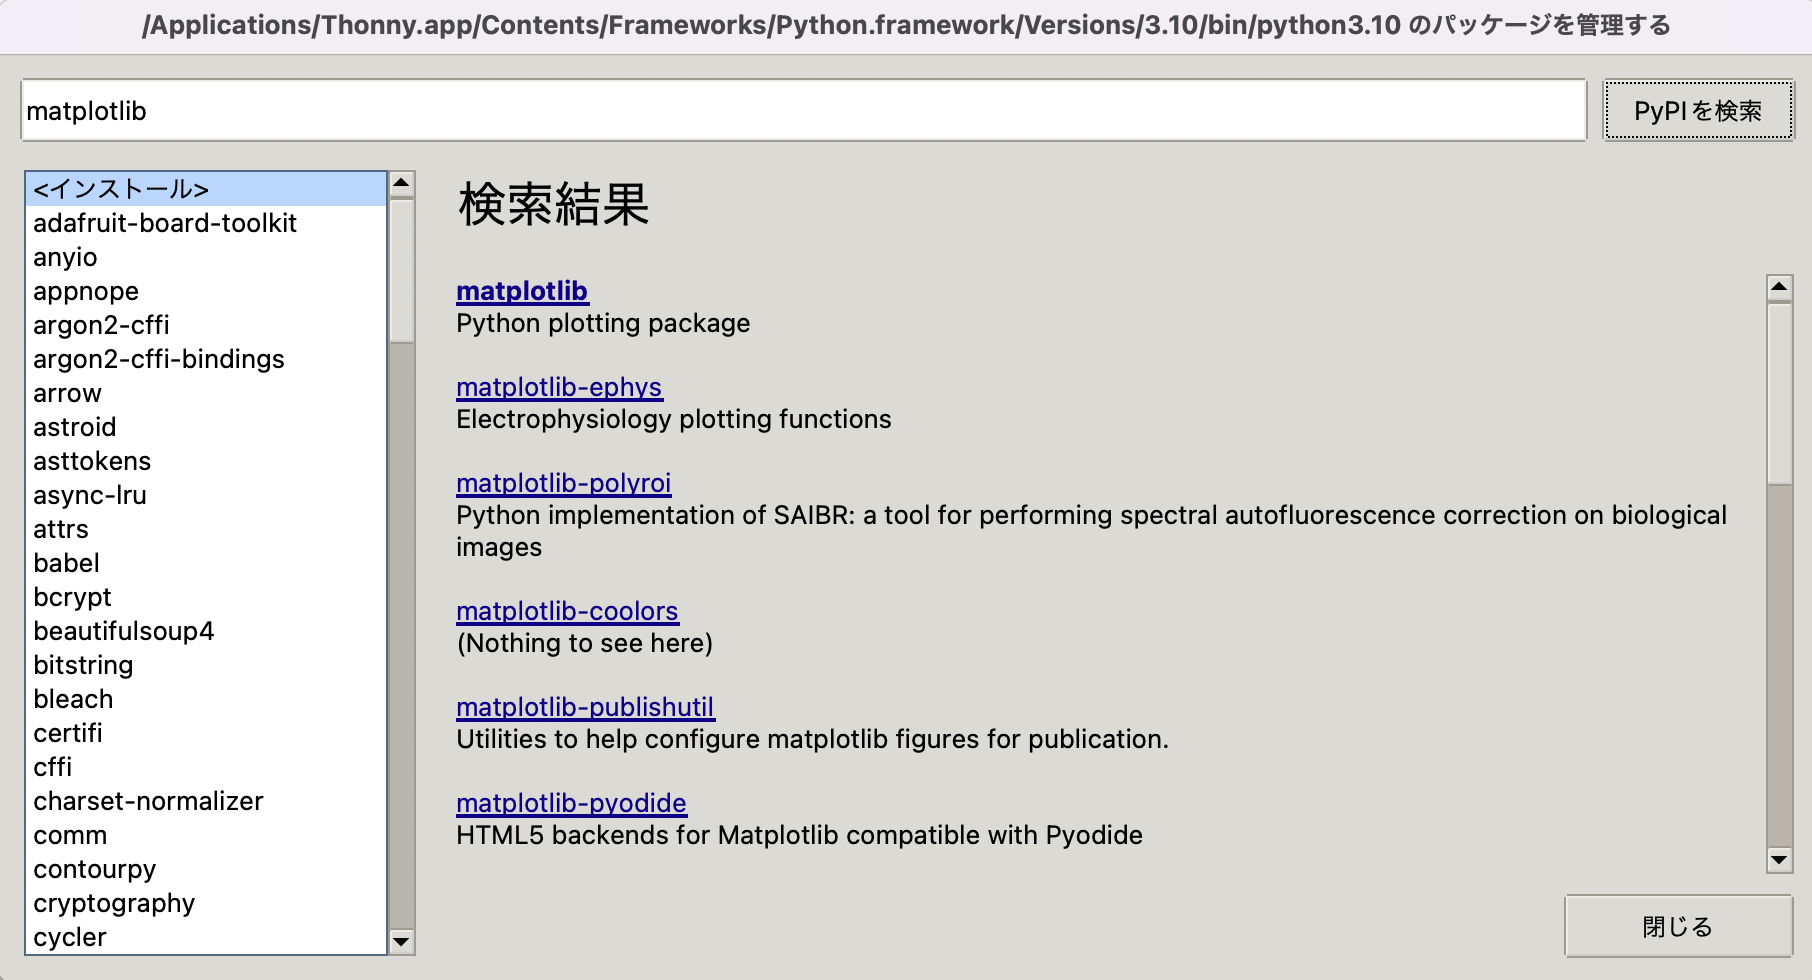 /Applications/Thonny.app/Contents/Frameworks/Python.framework/Versions/3.10/bin/python3.10 のパッケージを管理する
matplotlib
PyPIを検索
<インストール>
adafruit-board-toolkit
anyio
appnope
argon2-cffi
argon2-cffi-bindings
arrow
astroid
asttokens
async-lru
attrs
babel
bcrypt
beautifulsoup4
bitstring
bleach
certifi
cffi
charset-normalizer
comm
contourpy
cryptography
cycler
検索結果
matplotlib
Python plotting package
matplotlib-ephys
Electrophysiology plotting functions
matplotlib-polyroi
Python implementation of SAIBR: a tool for performing spectral autofluorescence correction on biological
images
matplotlib-coolors
(Nothing to see here)
matplotlib-publishutil
Utilities to help configure matplotlib figures for publication.
matplotlib-pyodide
HTML5 backends for Matplotlib compatible with Pyodide
閉じる